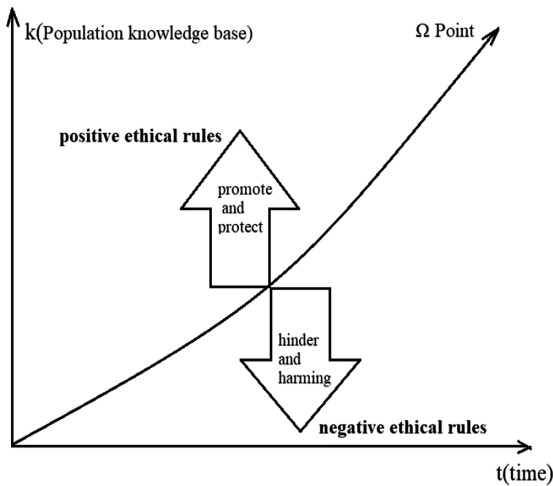 k(Population knowledge base)
Ω Point
positive ethical rules
promote
and
protect
hinder
and
harming
negative ethical rules
t(time)